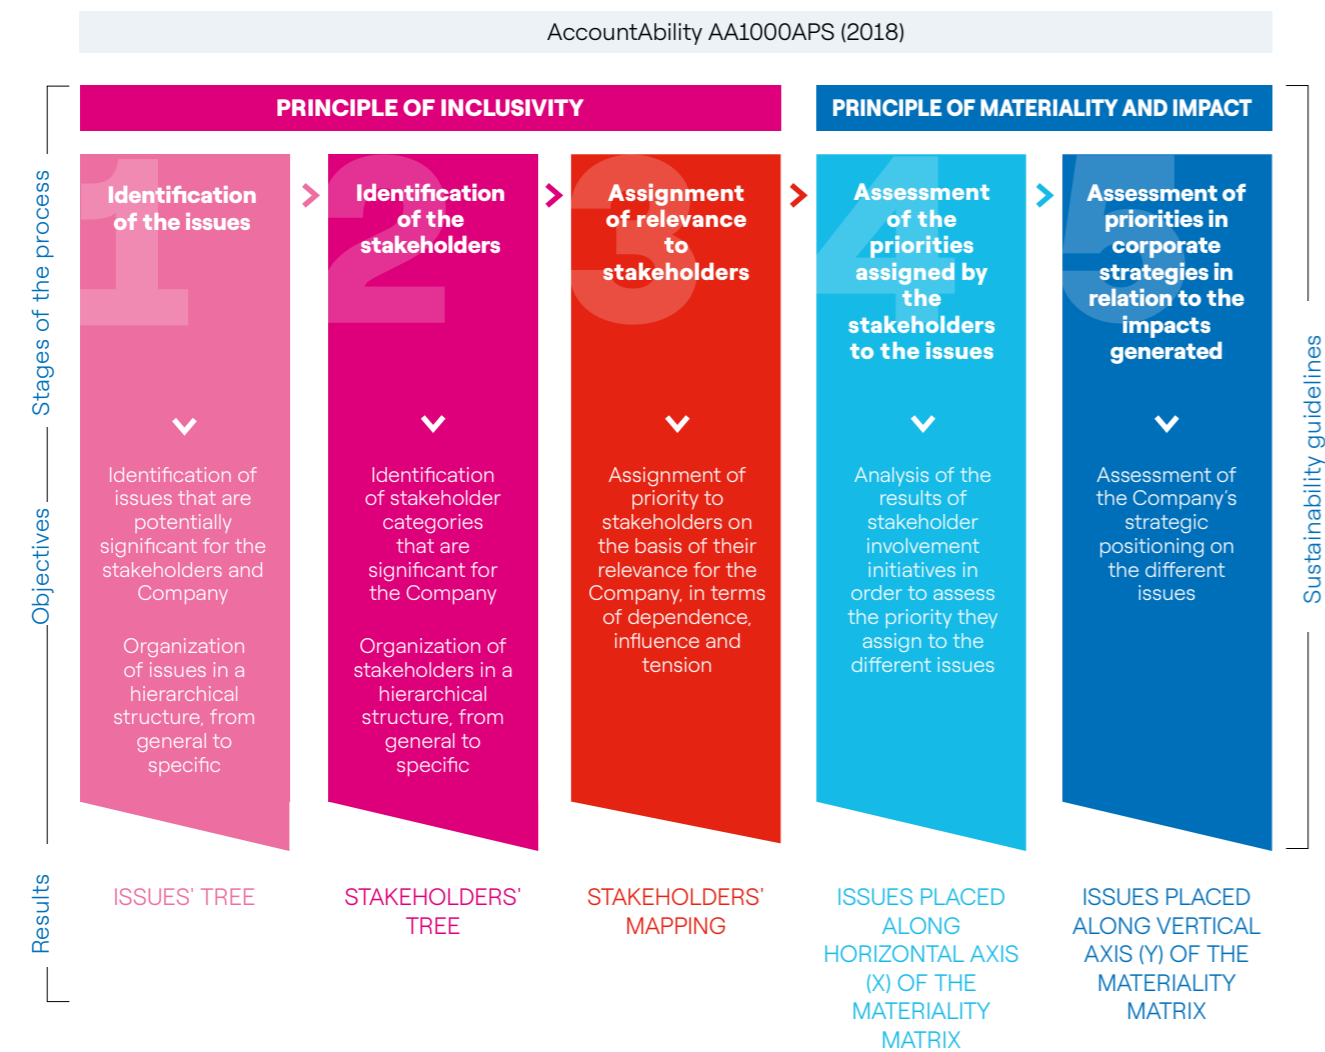 AccountAbility AA1000APS (2018)
PRINCIPLE OF INCLUSIVITY
PRINCIPLE OF MATERIALITY AND IMPACT
Stages of the process
Objectives
Results
Sustainability guidelines
1
Identification
of the issues
Identification of
issues that are
potentially
significant for the
stakeholders and
Company
Organization
of issues in a
hierarchical
structure, from
general to
specific
ISSUES' TREE
2
Identification
of the
stakeholders
Identification
of stakeholder
categories
that are
significant for
the Company
Organization of
stakeholders in a
hierarchical
structure, from
general to
specific
STAKEHOLDERS'
TREE
3
Assignment
of relevance
to
stakeholders
Assignment of
priority to
stakeholders on
the basis of their
relevance for the
Company, in terms
of dependence,
influence and
tension
STAKEHOLDERS'
MAPPING
4
Assessment
of the
priorities
assigned by
the
stakeholders
to the issues
Analysis of the
results of
stakeholder
involvement
initiatives in
order to assess
the priority they
assign to the
different issues
ISSUES PLACED
ALONG
HORIZONTAL AXIS
(X) OF THE
MATERIALITY
MATRIX
5
Assessment of
priorities in
corporate
strategies in
relation to the
impacts
generated
Assessment of
the Company's
strategic
positioning on
the different
issues
ISSUES PLACED
ALONG VERTICAL
AXIS (Y) OF THE
MATERIALITY
MATRIX